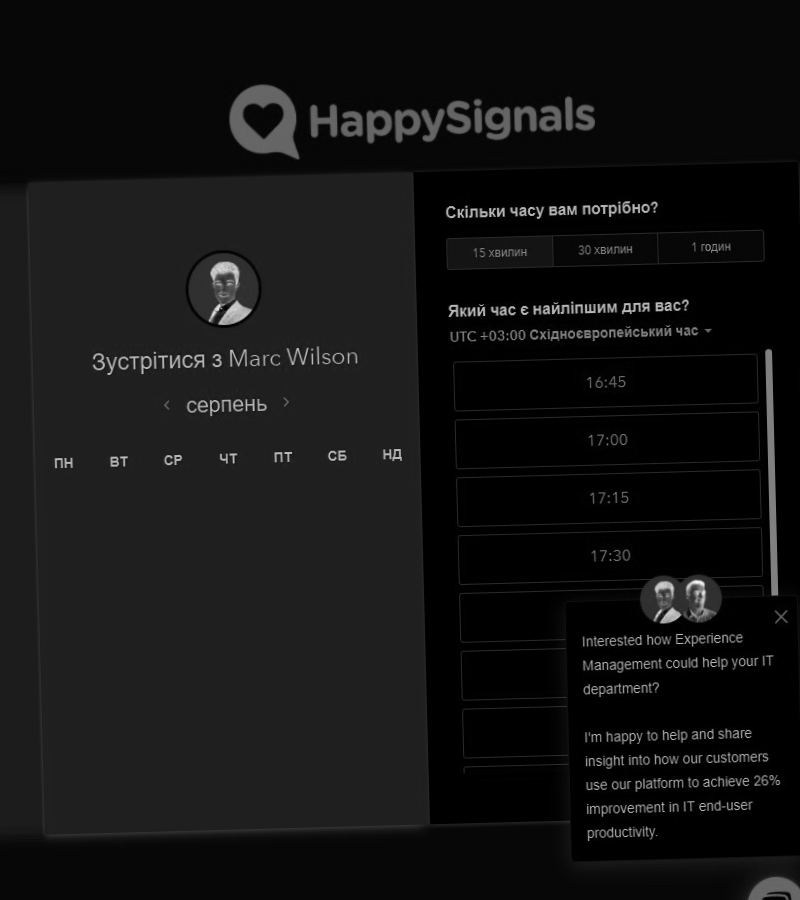 HappySignals
Зустрітися з Marc Wilson
серпень
ПН ВТ СР ЧТ ПТ СБ НД
Скільки часу вам потрібно?
15 хвилин 30 хвилин 1 годин
Який час є найліпшим для вас?
UTC +03:00 Східноєвропейський час
16:45
17:00
17:15
17:30
Interested how Experience
Management could help your IT
department?
I'm happy to help and share
insight into how our customers
use our platform to achieve 26%
improvement in IT end-user
productivity.